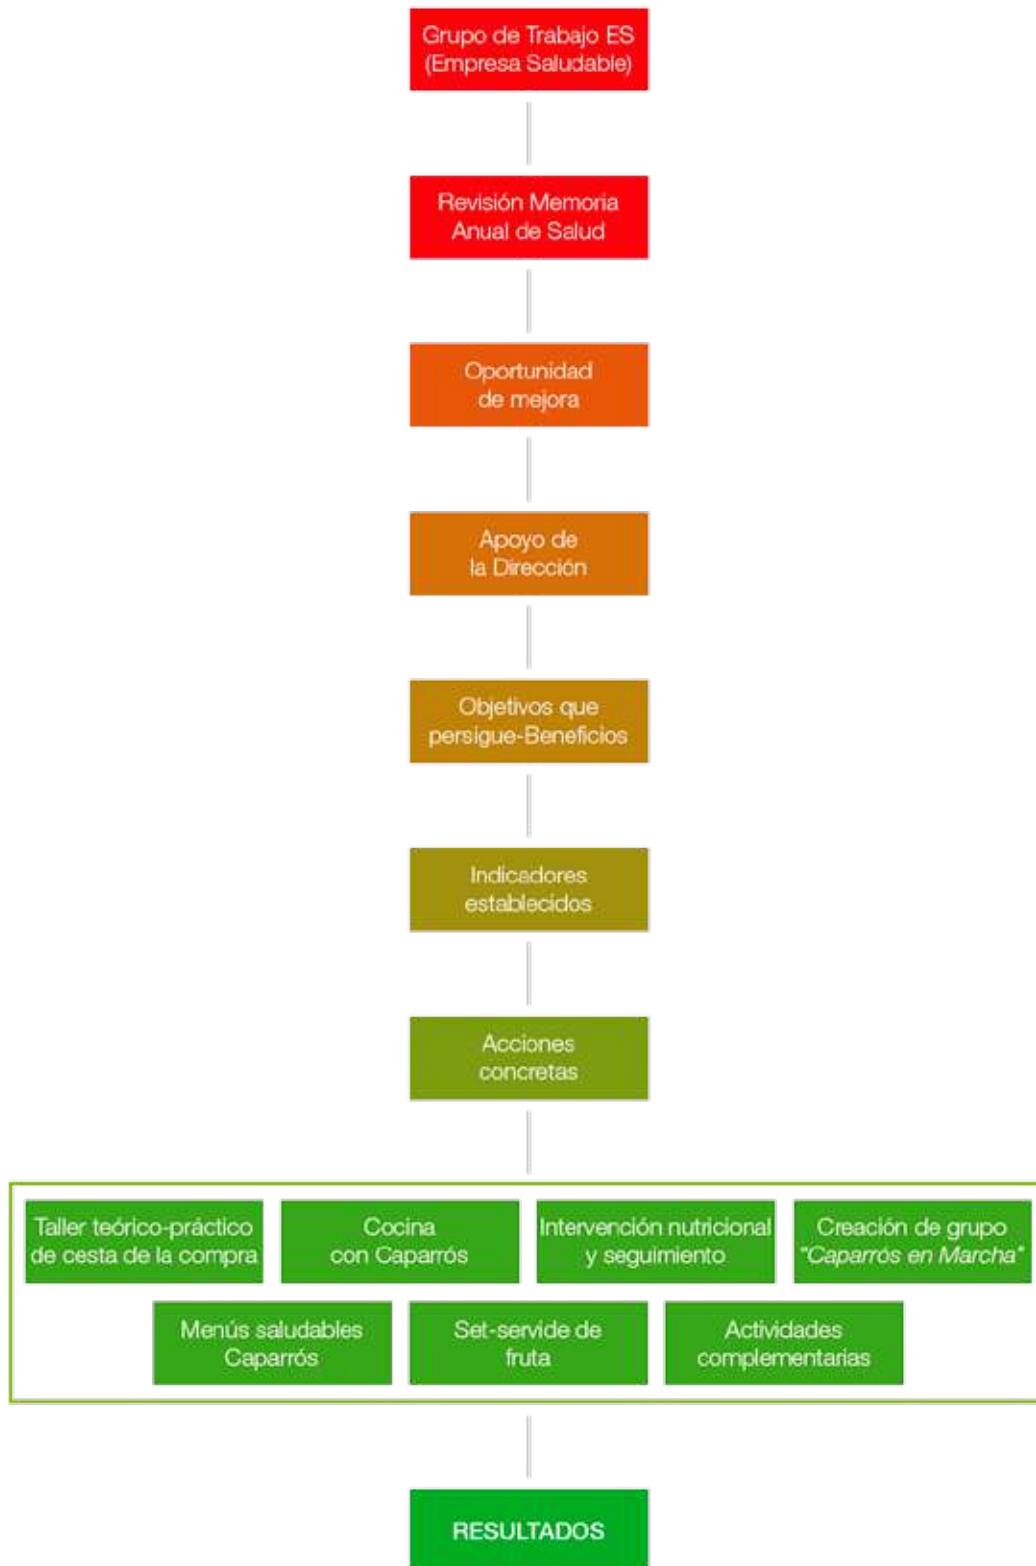 Grupo de Trabajo ES
(Empresa Saludable)
Revisión Memoria
Anual de Salud
Oportunidad
de mejora
Apoyo de
la Dirección
Objetivos que
persigue-Beneficios
Indicadores
establecidos
Acciones
concretas
Taller teórico-práctico
de cesta de la compra
Cocina
con Caparrós
Intervención nutricional
y seguimiento
Creación de grupo
"Caparrós en Marcha"
Menús saludables
Caparrós
Set-servide de
fruta
Actividades
complementarias
RESULTADOS